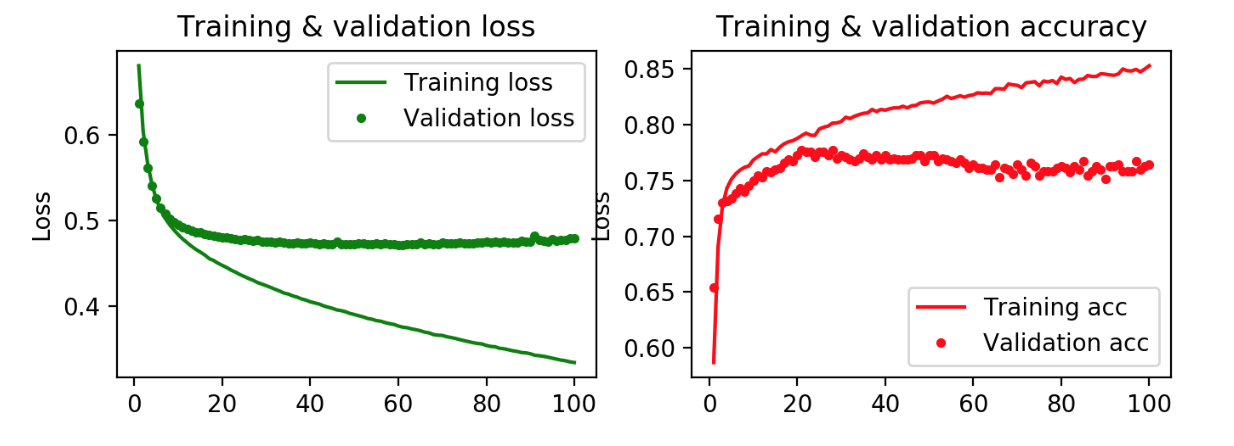 Training & validation loss
Training loss
Validation loss
0.6
0.5
0.4
Loss
0 20 40 60 80 100
Training & validation accuracy
0.85
0.80
0.75
0.70
0.65
0.60
Loss
Training acc
Validation acc
0 20 40 60 80 100